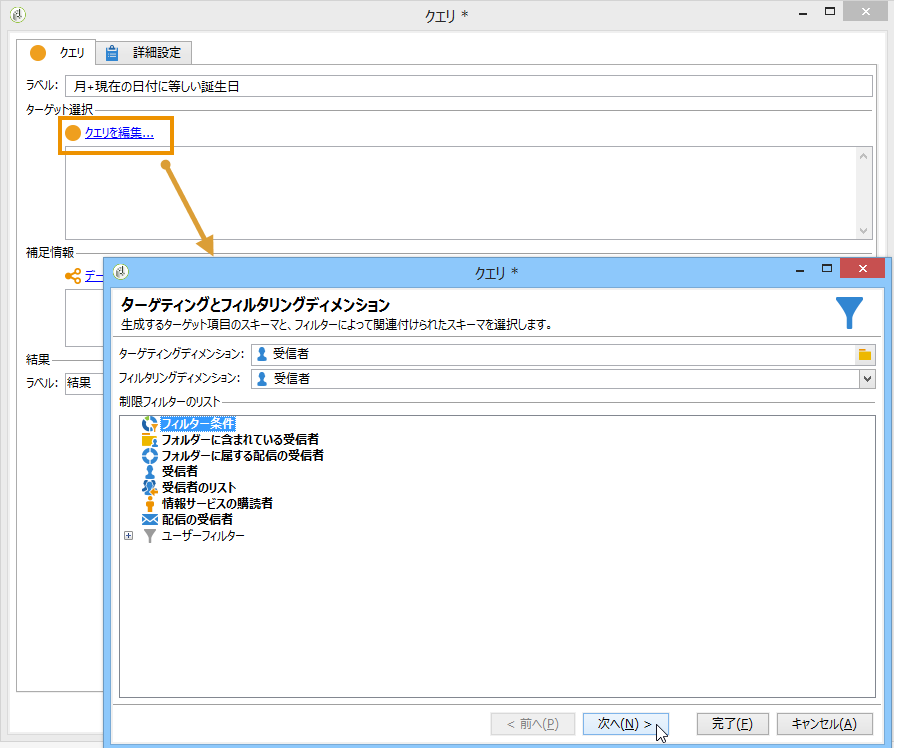 クエリ *
クエリ
詳細設定
ラベル: 月+現在の日付に等しい誕生日
ターゲット選択
クエリを編集...
補足情報
デー
結果
ラベル: 結果
クエリ *
ターゲティングとフィルタリングディメンション
生成するターゲット項目のスキーマと、フィルターによって関連付けられたスキーマを選択します。
ターゲティングディメンション: 受信者
フィルタリングディメンション: 受信者
制限フィルターのリスト
フィルター条件
フォルダーに含まれている受信者
フォルダーに属する配信の受信者
受信者
受信者のリスト
情報サービスの購読者
配信の受信者
ユーザーフィルター
< 前へ(P) 次へ(N) > 完了(F) キャンセル(A)